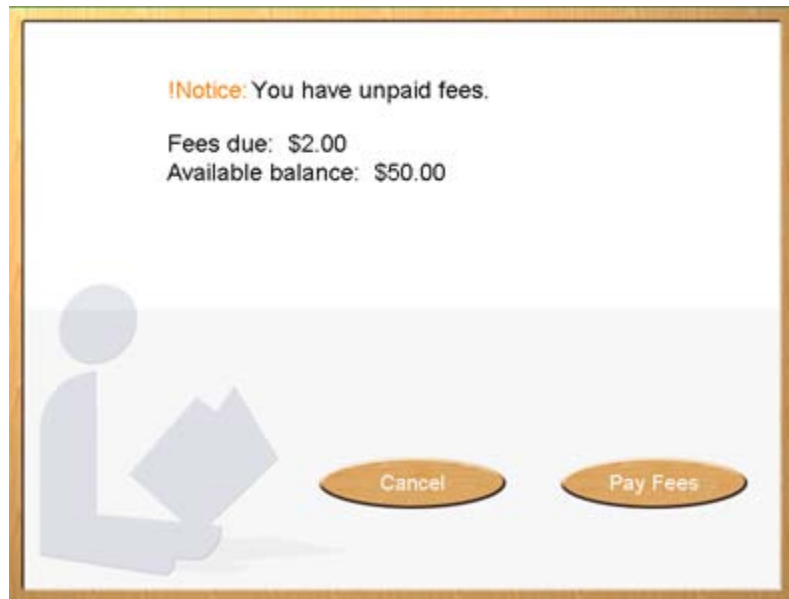 !Notice: You have unpaid fees.
Fees due: $2.00
Available balance: $50.00
Cancel
Pay Fees